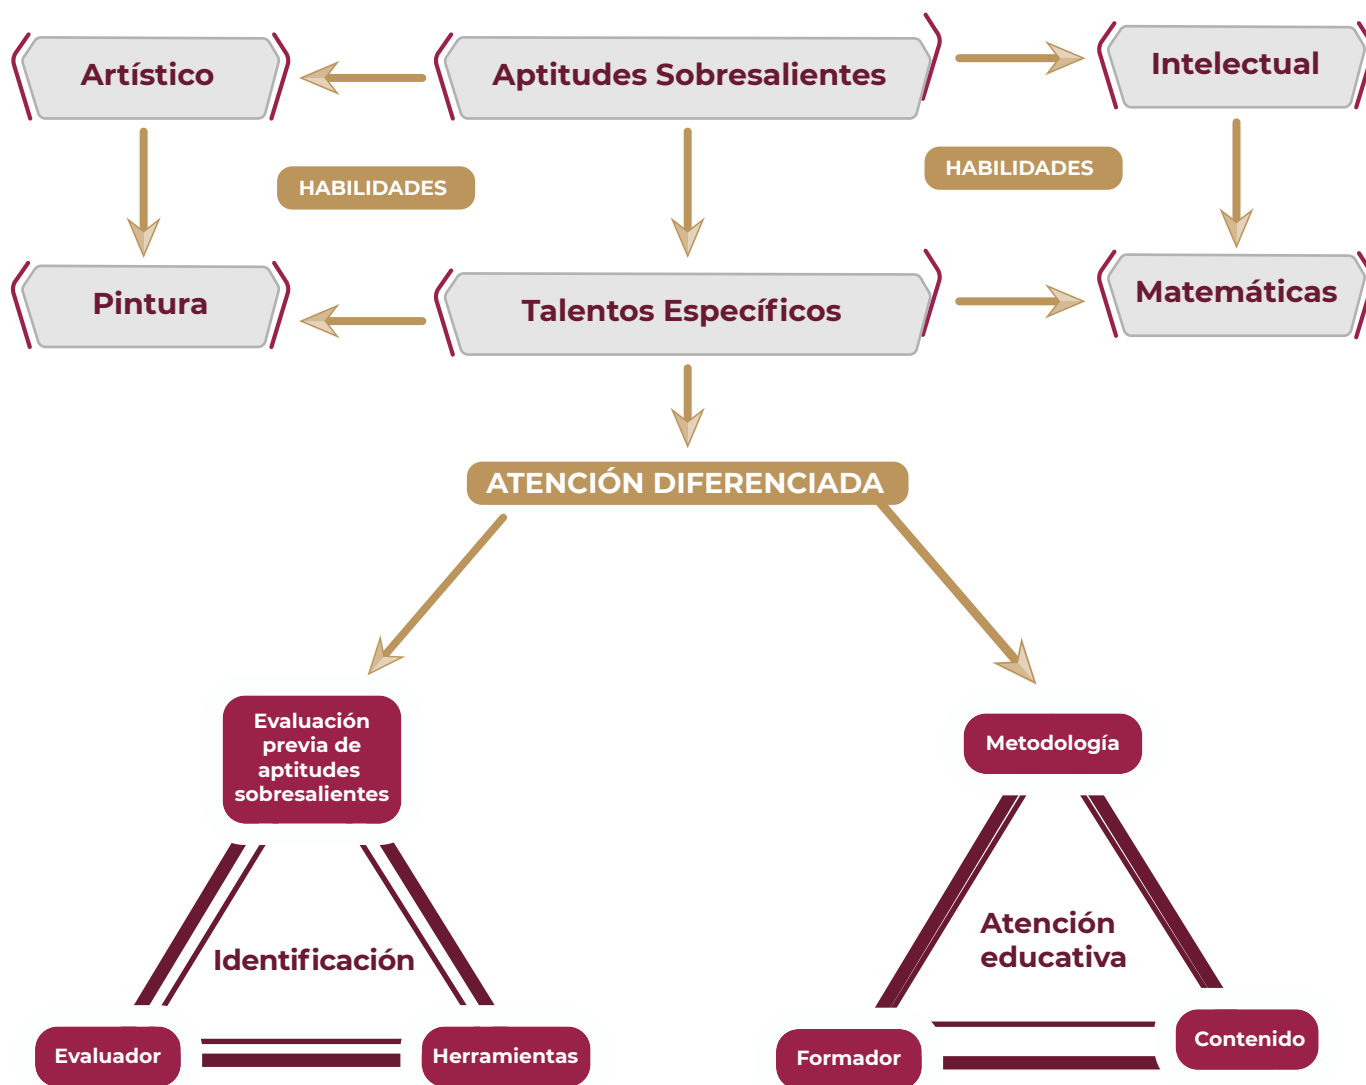 Artístico
Aptitudes Sobresalientes
Intelectual
HABILIDADES
HABILIDADES
Pintura
Talentos Específicos
Matemáticas
ATENCIÓN DIFERENCIADA
Evaluación
previa de
aptitudes
sobresalientes
Identificación
Evaluador
Herramientas
Metodología
Atención
educativa
Formador
Contenido